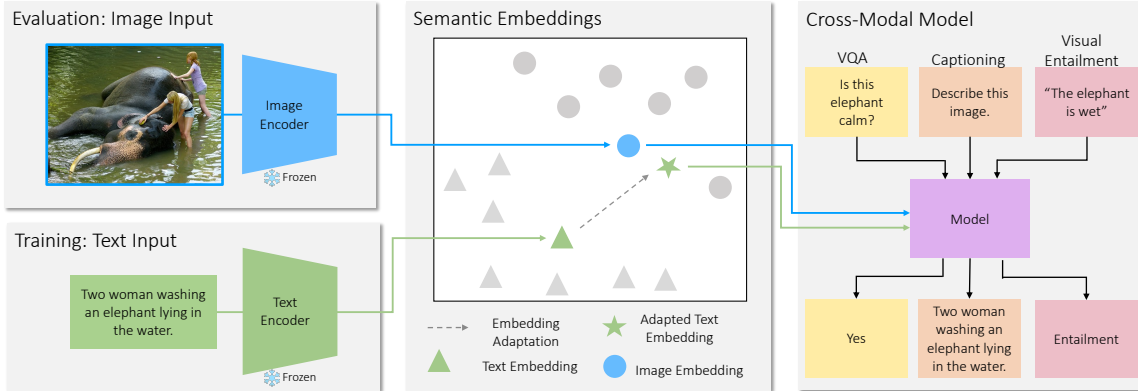 Evaluation: Image Input
Image
Encoder
Frozen
Training: Text Input
Two woman washing
an elephant lying in
the water.
Text
Encoder
Frozen
Semantic Embeddings
Embedding
Adaptation
Adapted Text
Embedding
Text Embedding
Image Embedding
Cross-Modal Model
VQA
Captioning
Visual
Entailment
Is this
elephant
calm?
Describe this
image.
“The elephant
is wet”
Model
Yes
Two woman
washing an
elephant lying
in the water.
Entailment